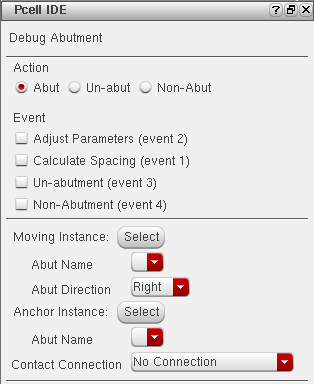 Pcell IDE
Debug Abutment
Action
Abut Un-abut Non-Abut
Event
Adjust Parameters (event 2)
Calculate Spacing (event 1)
Un-abutment (event 3)
Non-Abutment (event 4)
Moving Instance: Select
Abut Name
Abut Direction Right
Anchor Instance: Select
Abut Name
Contact Connection No Connection